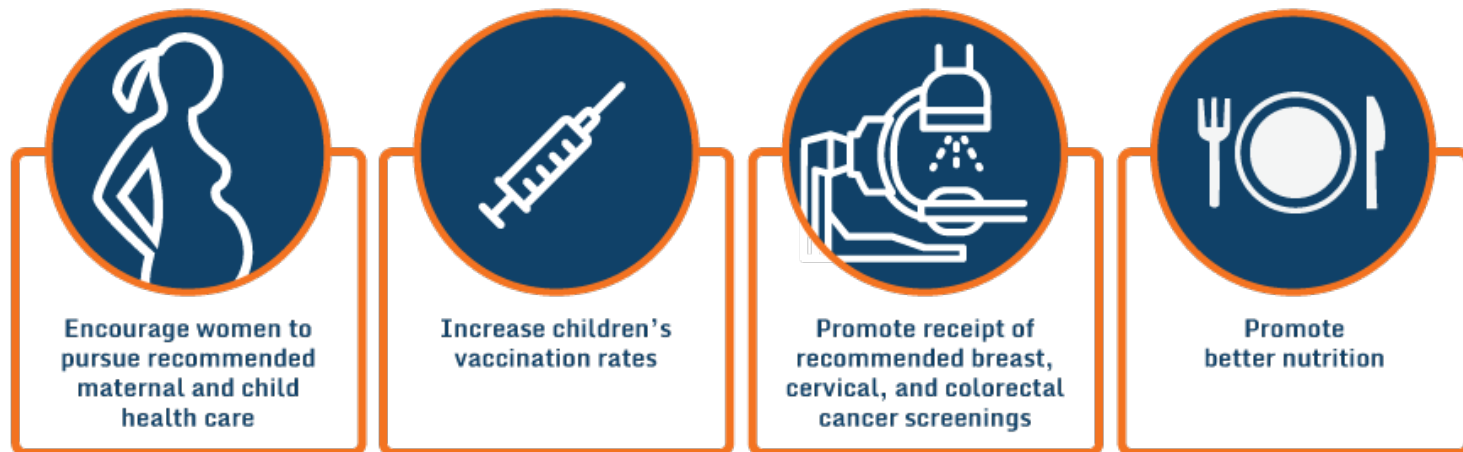 Encourage women to
pursue recommended
maternal and child
health care
Increase children's
vaccination rates
Promote receipt of
recommended breast,
cervical, and colorectal
cancer screenings
Promote
better nutrition